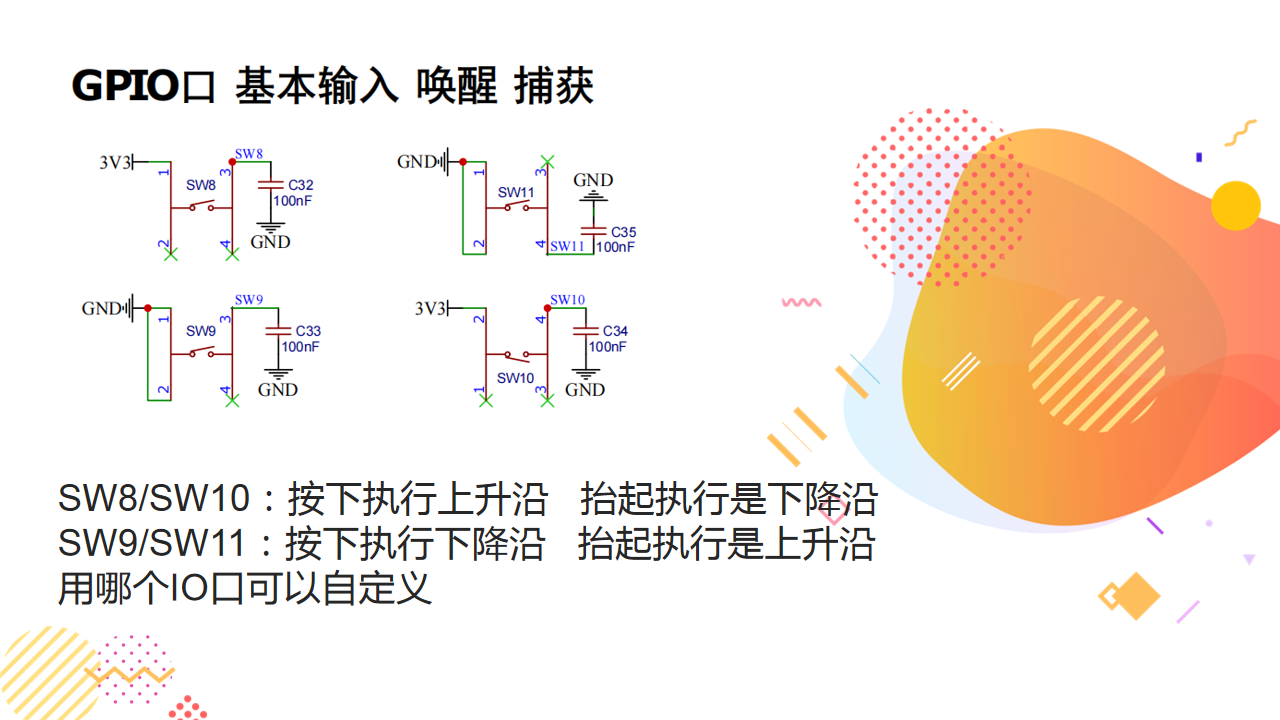 GPIO口 基本输入 唤醒 捕获
3V3
1
SW8
3
SW8
C32
100nF
2
4
GND
GND
1
3
SW11
GND
2
4
SW11
C35
100nF
GND
1
SW9
3
SW9
C33
100nF
2
4
GND
3V3
2
SW10
4
C34
100nF
SW10
1
3
GND
SW8/SW10：按下执行上升沿 抬起执行是下降沿
SW9/SW11：按下执行下降沿 抬起执行是上升沿
用哪个IO口可以自定义